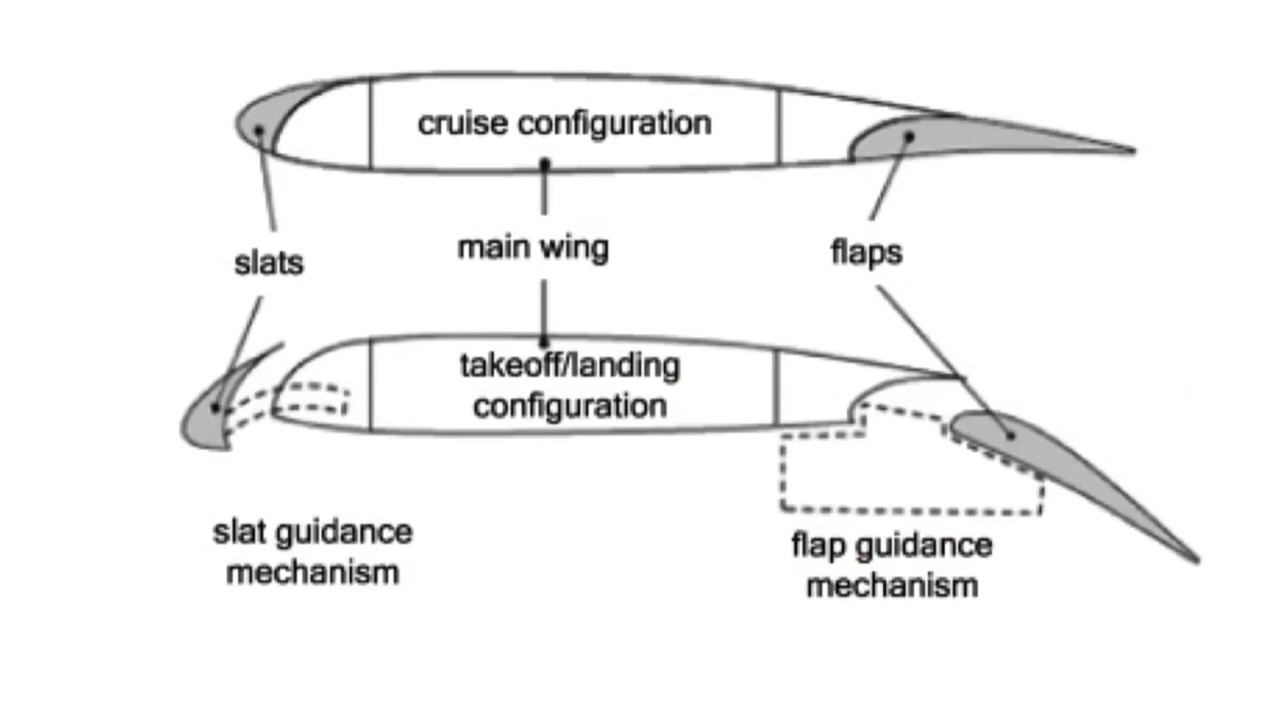 cruise configuration
slats
main wing
flaps
takeoff/landing
configuration
slat guidance
mechanism
flap guidance
mechanism